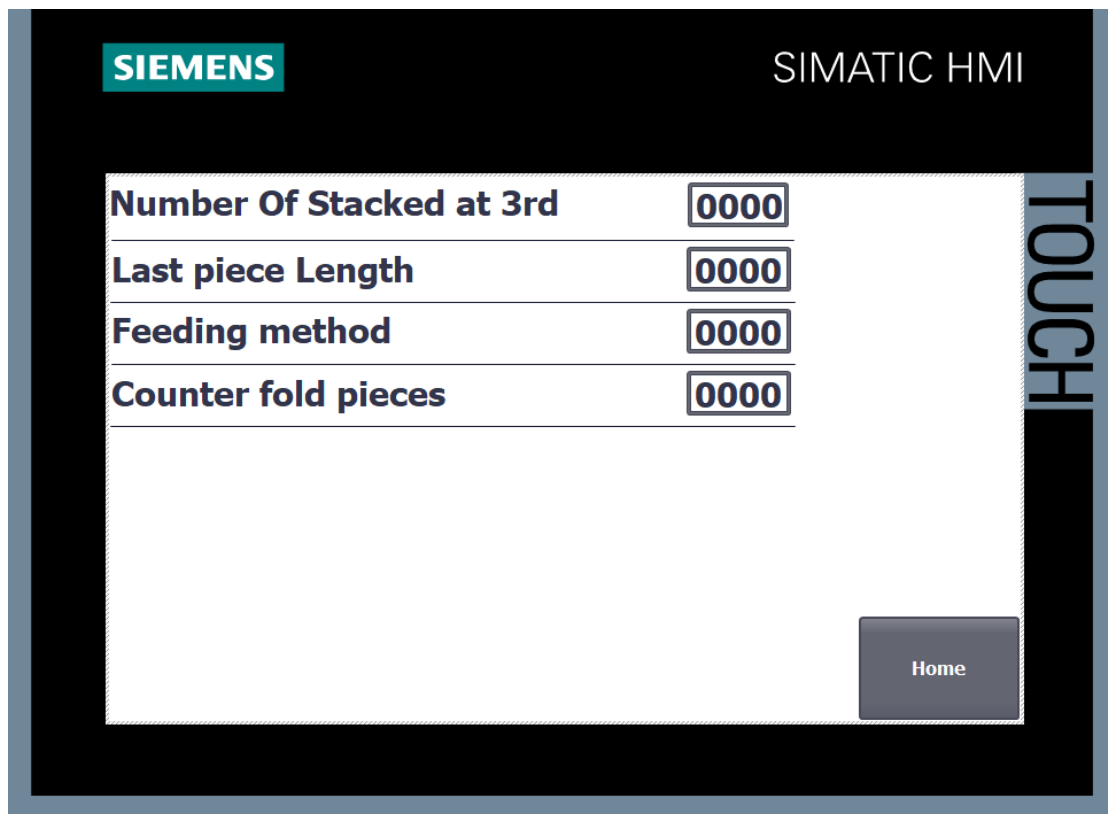 SIEMENS
SIMATIC HMI
TOUCH
Number Of Stacked at 3rd 0000
Last piece Length 0000
Feeding method 0000
Counter fold pieces 0000
Home